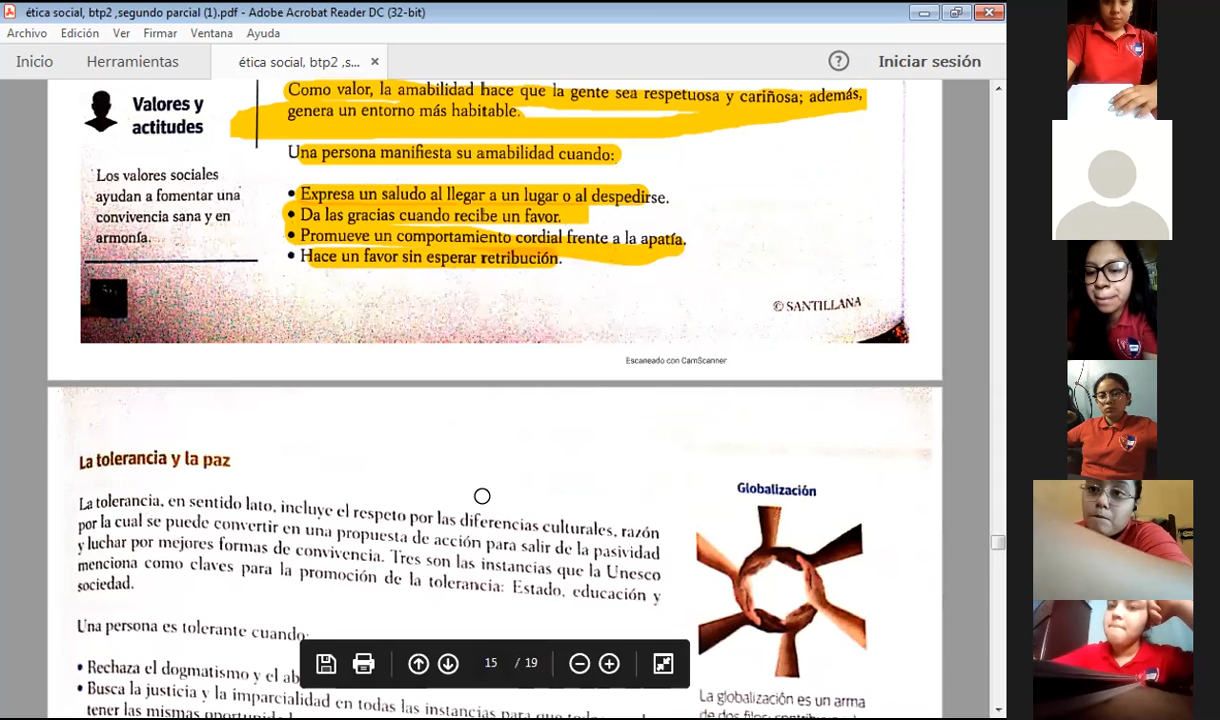 ética social, btp2 ,segundo parcial (1).pdf - Adobe Acrobat Reader DC (32-bit)
Archivo Edición Ver Firmar Ventana Ayuda
Inicio Herramientas ética social, btp2 ,s... × ? Iniciar sesión
Valores y
actitudes
Los valores sociales
ayudan a fomentar una
convivencia sana y en
armonía.
Como valor, la amabilidad hace que la gente sea respetuosa y cariñosa; además,
genera un entorno más habitable.
Una persona manifiesta su amabilidad cuando:
• Expresa un saludo al llegar a un lugar o al despedirse.
• Da las gracias cuando recibe un favor.
• Promueve un comportamiento cordial frente a la apatía.
• Hace un favor sin esperar retribución.
© SANTILLANA
Escaneado con CamScanner
La tolerancia y la paz
La tolerancia, en sentido lato, incluye el respeto por las diferencias culturales, razón
por la cual se puede convertir en una propuesta de acción para salir de la pasividad
y luchar por mejores formas de convivencia. Tres son las instancias que la Unesco
menciona como claves para la promoción de la tolerancia: Estado, educación y
sociedad.
Una persona es tolerante cuando:
• Rechaza el dogmatismo y el
• Busca la justicia y la imparcialidad en todas las instancias para que
tener las mismas
Globalización
La globalización es un arma
de dos filos:
15 / 19